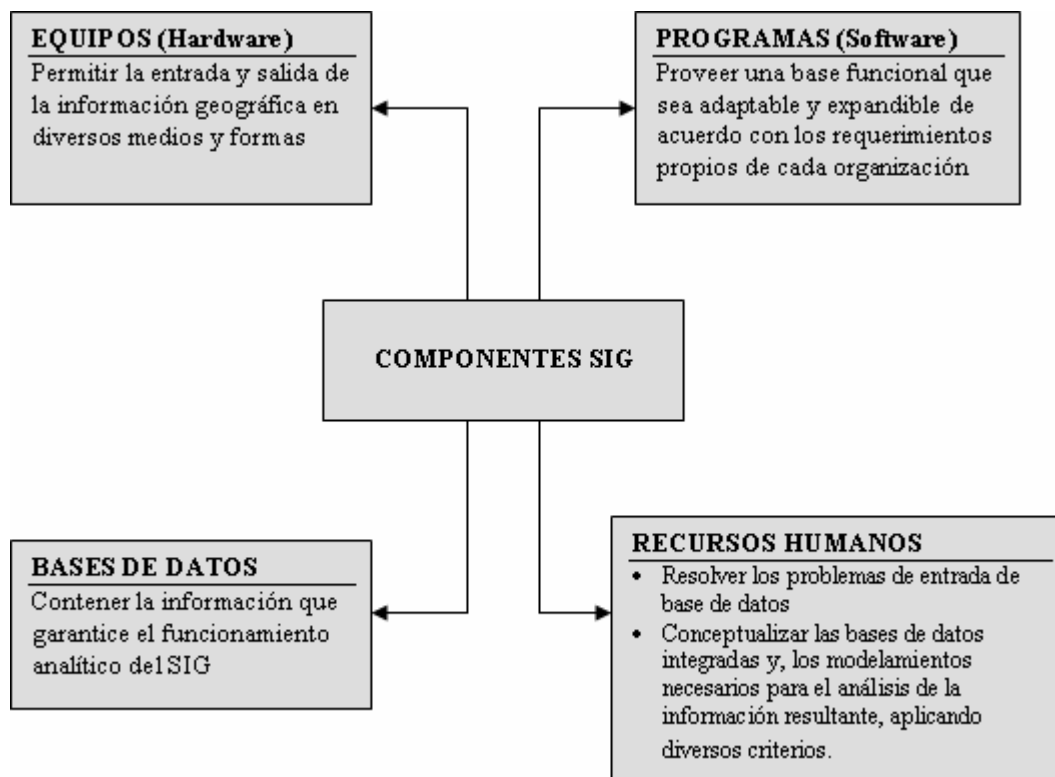 EQUIPOS (Hardware)
Permitir la entrada y salida de
la información geográfica en
diversos medios y formas
PROGRAMAS (Software)
Proveer una base funcional que
sea adaptable y expandible de
acuerdo con los requerimientos
propios de cada organización
COMPONENTES SIG
BASES DE DATOS
Contener la información que
garantice el funcionamiento
analítico del SIG
RECURSOS HUMANOS
• Resolver los problemas de entrada de
base de datos
• Conceptualizar las bases de datos
integradas y, los modelamientos
necesarios para el análisis de la
información resultante, aplicando
diversos criterios.